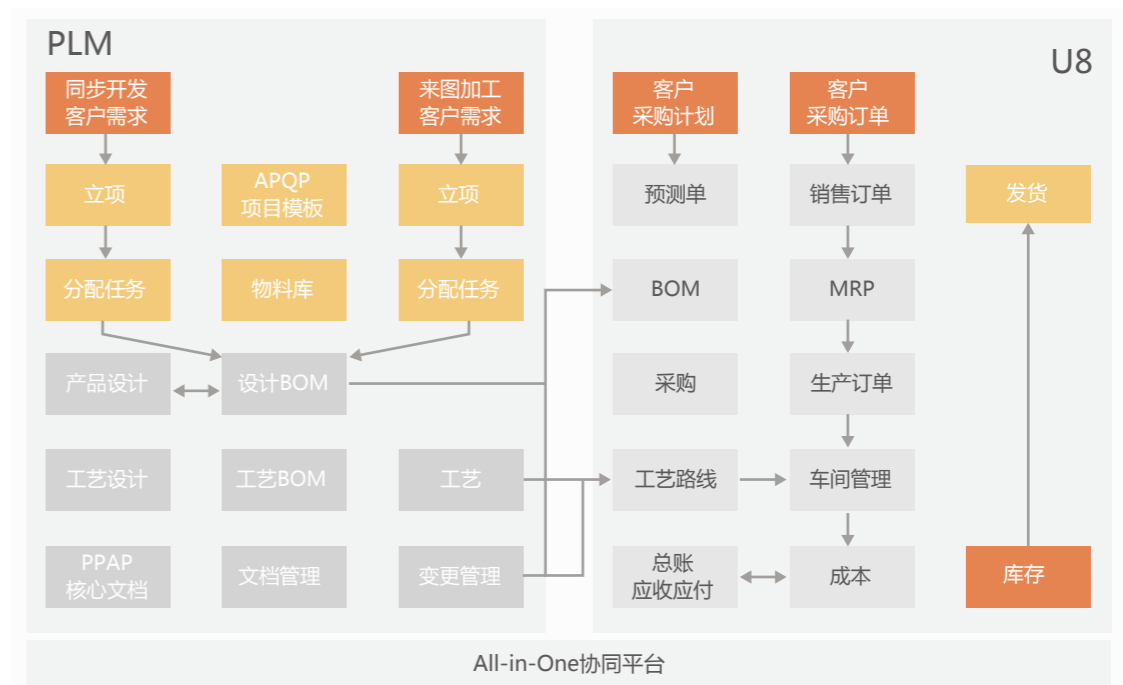 PLM
同步开发
客户需求
来图加工
客户需求
立项
APQP
项目模板
立项
分配任务
物料库
分配任务
产品设计
设计BOM
工艺设计
工艺BOM
工艺
PPAP
核心文档
文档管理
变更管理
U8
客户
采购计划
客户
采购订单
预测单
销售订单
发货
BOM
MRP
采购
生产订单
工艺路线
车间管理
总账
应收应付
成本
库存
All-in-One协同平台